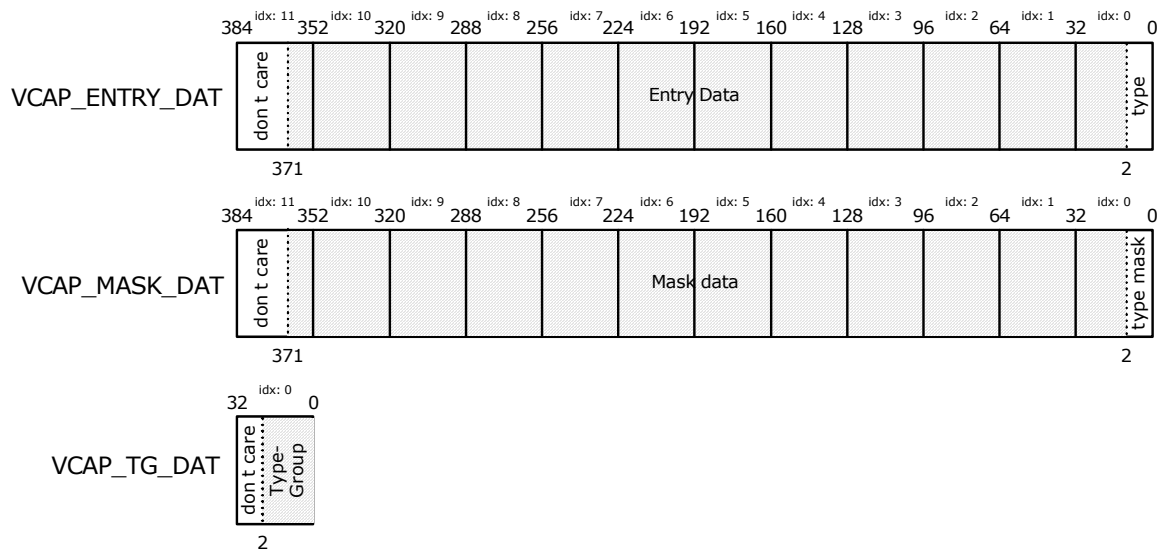 idx: 11 idx: 10 idx: 9 idx: 8 idx: 7 idx: 6 idx: 5 idx: 4 idx: 3 idx: 2 idx: 1 idx: 0
384 352 320 288 256 224 192 160 128 96 64 32 0
VCAP_ENTRY_DAT
don t care
Entry Data
type
371 2
idx: 11 idx: 10 idx: 9 idx: 8 idx: 7 idx: 6 idx: 5 idx: 4 idx: 3 idx: 2 idx: 1 idx: 0
384 352 320 288 256 224 192 160 128 96 64 32 0
VCAP_MASK_DAT
don t care
Mask data
type mask
371 2
idx: 0
32 0
VCAP_TG_DAT
don t care
Type-
Group
2